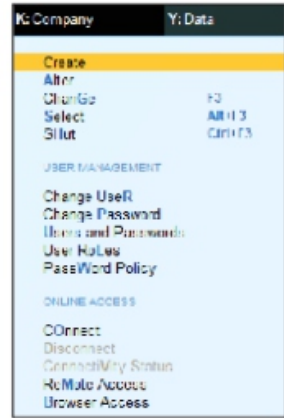 K: Company Y: Data
Create
Alter
ChanGe F3
Select Alt+F3
SHut Ctrl+F3
USER MANAGEMENT
Change UseR
Change Password
Users and Passwords
User RoLes
PassWord Policy
ONLINE ACCESS
COnnect
Disconnect
ConnectiVity Status
ReMote Access
Browser Access